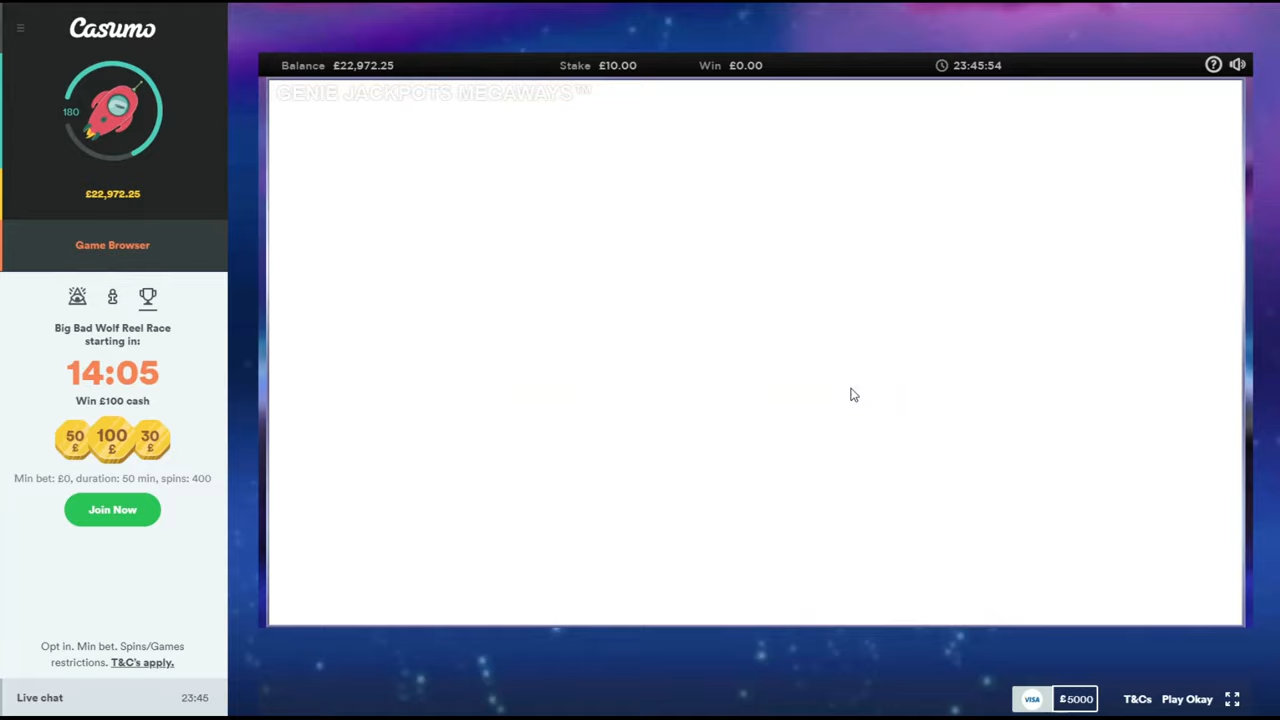 Casumo
180
£22,972.25
Game Browser
Big Bad Wolf Reel Race
starting in:
14:05
Win £100 cash
50 £ 100 £ 30 £
Min bet: £0, duration: 50 min, spins: 400
Join Now
Opt in. Min bet. Spins/Games
restrictions. T&C's apply.
Live chat 23:45
Balance £22,972.25 Stake £10.00 Win £0.00 23:45:54
GENIE JACKPOTS MEGAWAYS™
VISA £5000 T&Cs Play Okay